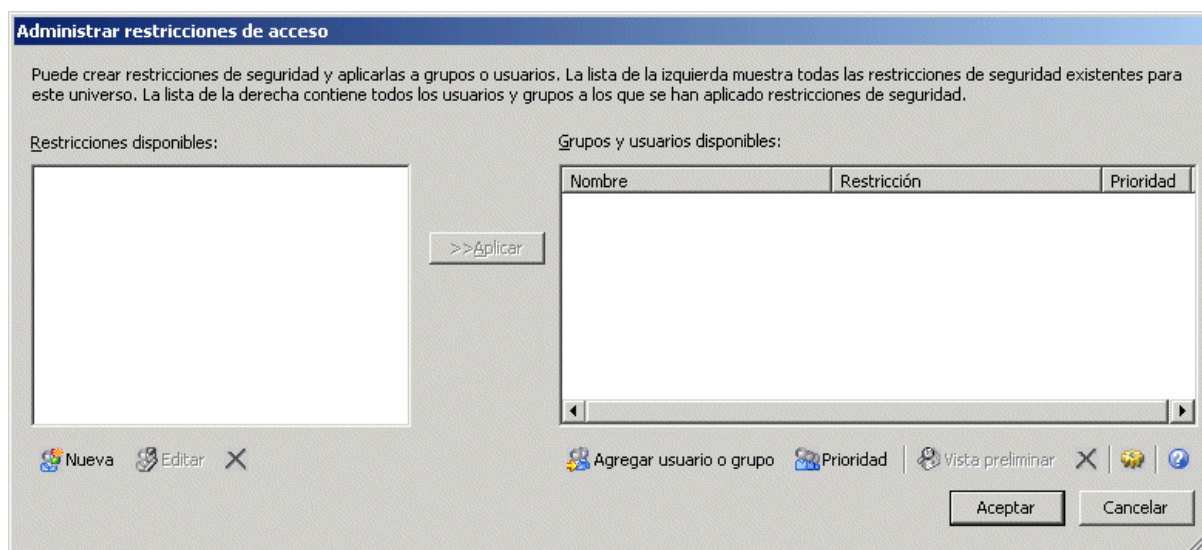 Administrar restricciones de acceso
Puede crear restricciones de seguridad y aplicarlas a grupos o usuarios. La lista de la izquierda muestra todas las restricciones de seguridad existentes para
este universo. La lista de la derecha contiene todos los usuarios y grupos a los que se han aplicado restricciones de seguridad.
Restricciones disponibles:
Grupos y usuarios disponibles:
Nombre Restricción Prioridad
>>Aplicar
Nueva Editar
Agregar usuario o grupo Prioridad Vista preliminar
Aceptar Cancelar